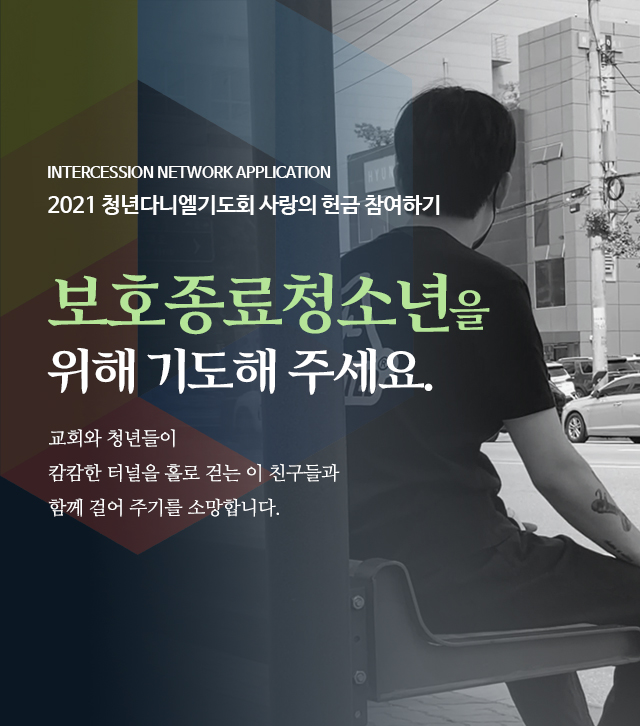 INTERCESSION NETWORK APPLICATION
2021 청년다니엘기도회 사랑의 헌금 참여하기
보호종료청소년을
위해 기도해 주세요.
교회와 청년들이
캄캄한 터널을 홀로 걷는 이 친구들과
함께 걸어 주기를 소망합니다.